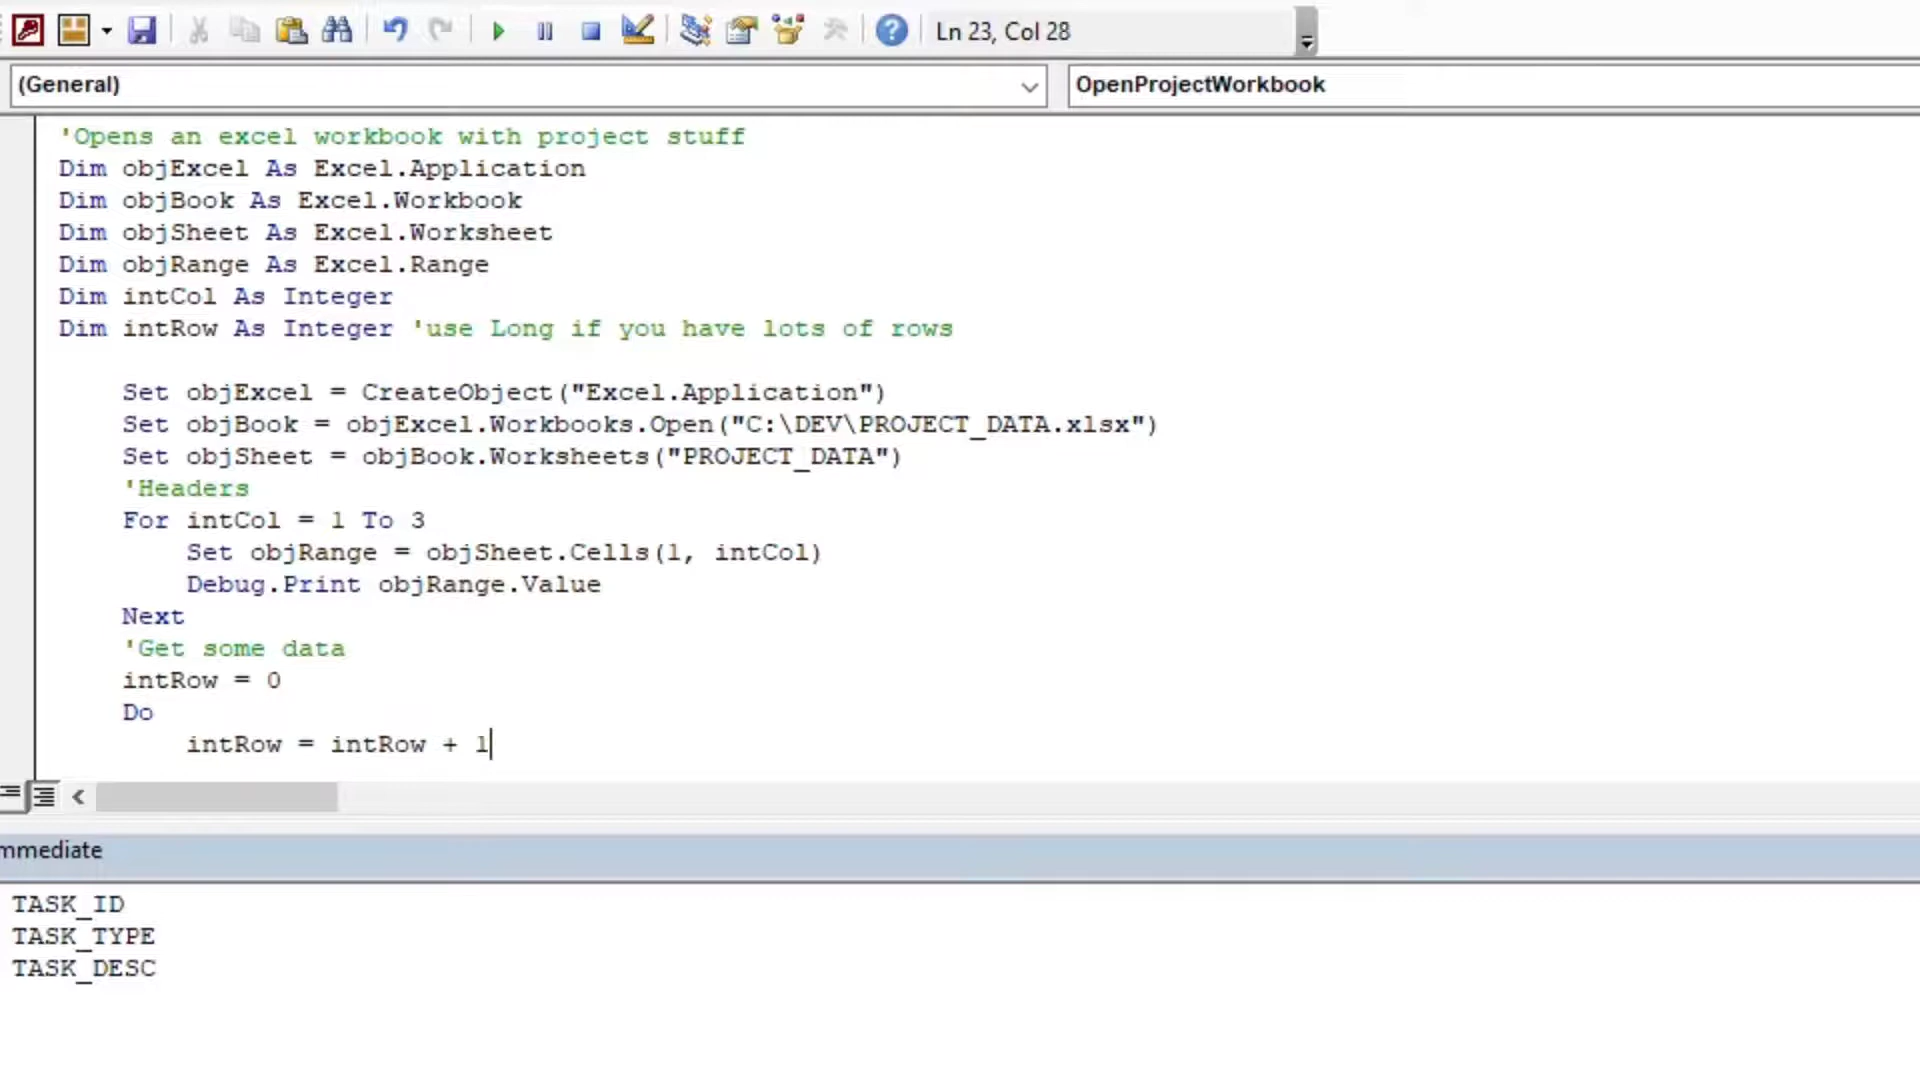 Ln 23, Col 28
(General)
OpenProjectWorkbook
'Opens an excel workbook with project stuff
Dim objExcel As Excel.Application
Dim objBook As Excel.Workbook
Dim objSheet As Excel.Worksheet
Dim objRange As Excel.Range
Dim intCol As Integer
Dim intRow As Integer 'use Long if you have lots of rows
Set objExcel = CreateObject("Excel.Application")
Set objBook = objExcel.Workbooks.Open("C:\DEV\PROJECT_DATA.xlsx")
Set objSheet = objBook.Worksheets("PROJECT_DATA")
'Headers
For intCol = 1 To 3
Set objRange = objSheet.Cells(1, intCol)
Debug.Print objRange.Value
Next
'Get some data
intRow = 0
Do
intRow = intRow + 1
mmediate
TASK_ID
TASK_TYPE
TASK_DESC